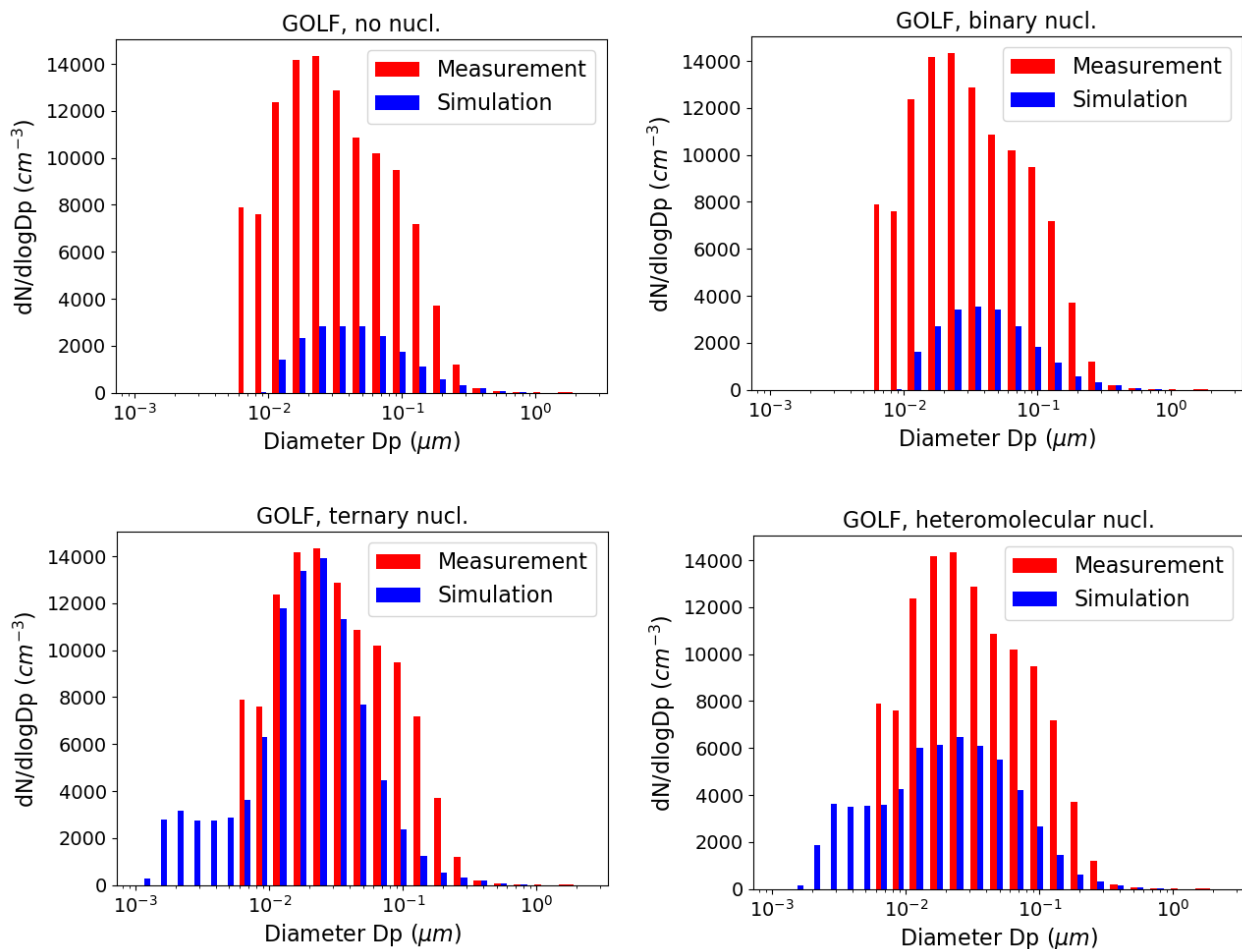 GOLF, no nucl.
Measurement
Simulation
dN/dlogDp (cm⁻³)
14000
12000
10000
8000
6000
4000
2000
0
10⁻³ 10⁻² 10⁻¹ 10⁰
Diameter Dp (μm)
GOLF, binary nucl.
Measurement
Simulation
dN/dlogDp (cm⁻³)
14000
12000
10000
8000
6000
4000
2000
0
10⁻³ 10⁻² 10⁻¹ 10⁰
Diameter Dp (μm)
GOLF, ternary nucl.
Measurement
Simulation
dN/dlogDp (cm⁻³)
14000
12000
10000
8000
6000
4000
2000
0
10⁻³ 10⁻² 10⁻¹ 10⁰
Diameter Dp (μm)
GOLF, heteromolecular nucl.
Measurement
Simulation
dN/dlogDp (cm⁻³)
14000
12000
10000
8000
6000
4000
2000
0
10⁻³ 10⁻² 10⁻¹ 10⁰
Diameter Dp (μm)